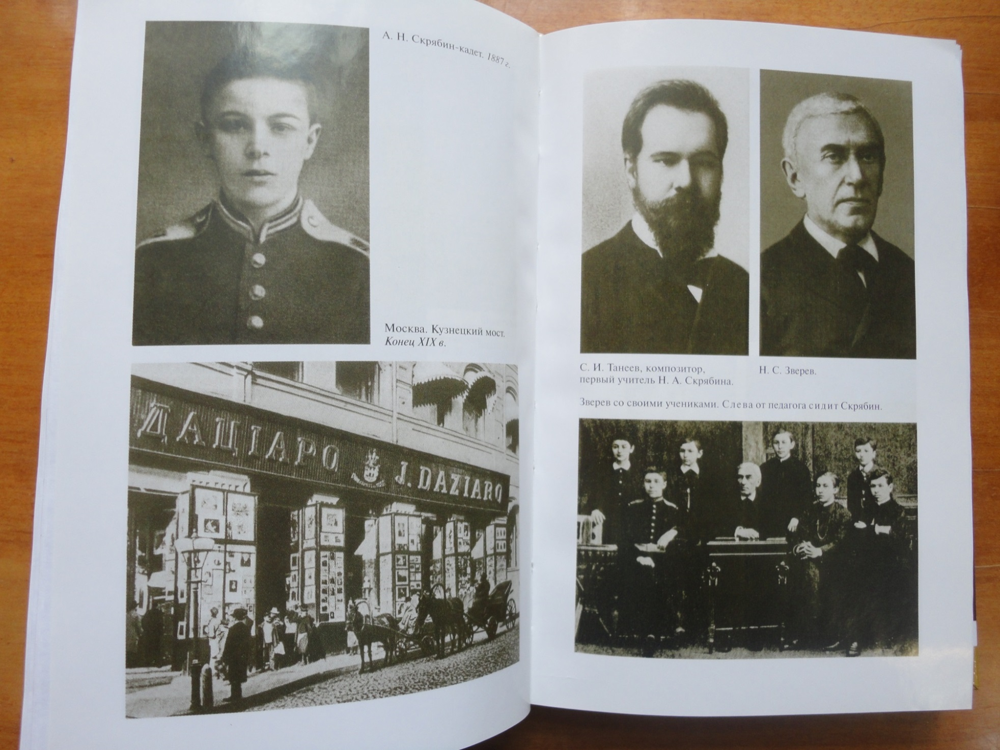 А. Н. Скрябин-кадет. 1887 г.
Москва. Кузнецкий мост.
Конец XIX в.
ДАЦІАРО J. DAZIARO
С. И. Танеев, композитор,
первый учитель Н. А. Скрябина.
Н. С. Зверев.
Зверев со своими учениками. Слева от педагога сидит Скрябин.